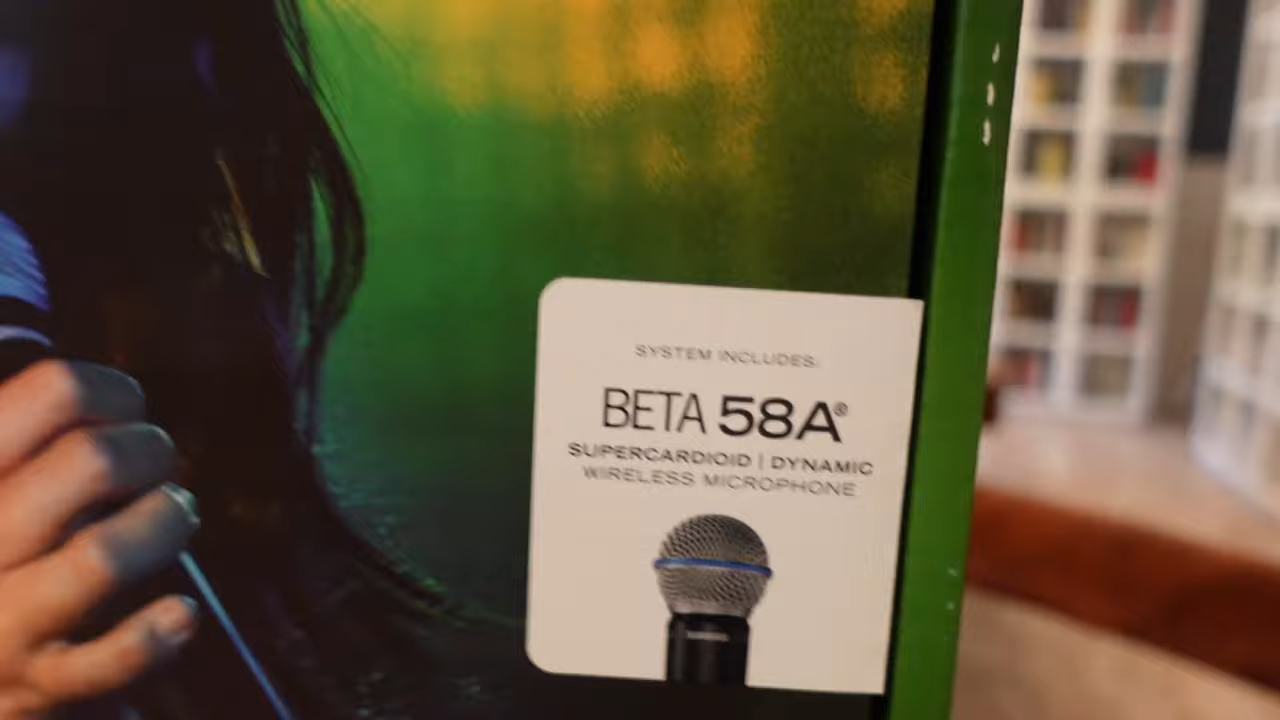 SYSTEM INCLUDES:
BETA 58A®
SUPERCARDIOID | DYNAMIC
WIRELESS MICROPHONE